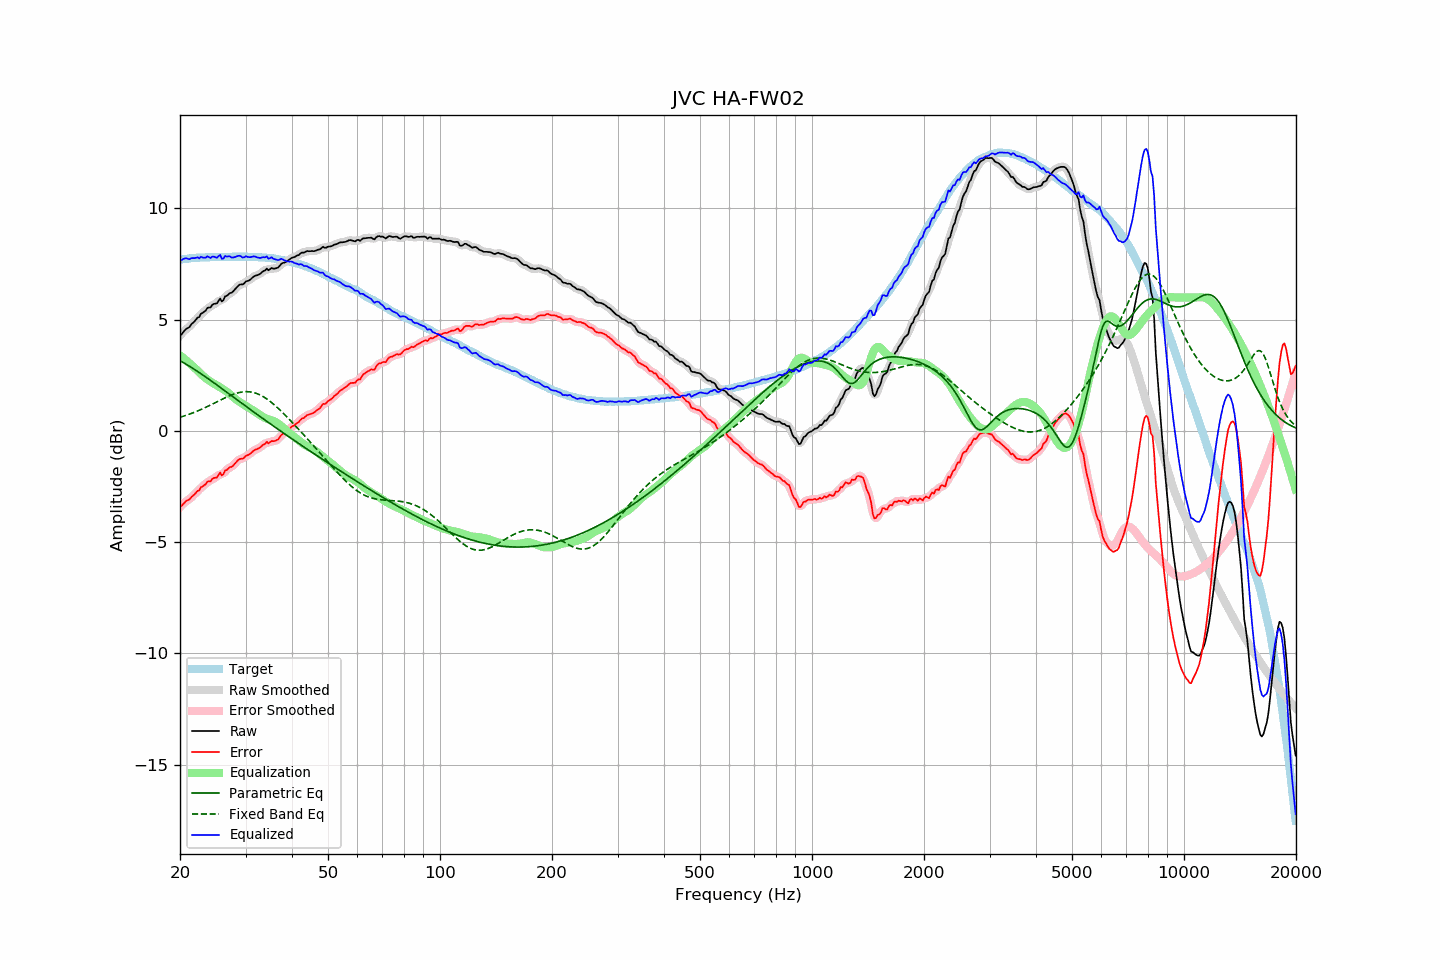 JVC HA-FW02
Amplitude (dBr)
10
5
0
−5
−10
−15
Target
Raw Smoothed
Error Smoothed
Raw
Error
Equalization
Parametric Eq
Fixed Band Eq
Equalized
20 50 100 200 500 1000 2000 5000 10000 20000
Frequency (Hz)